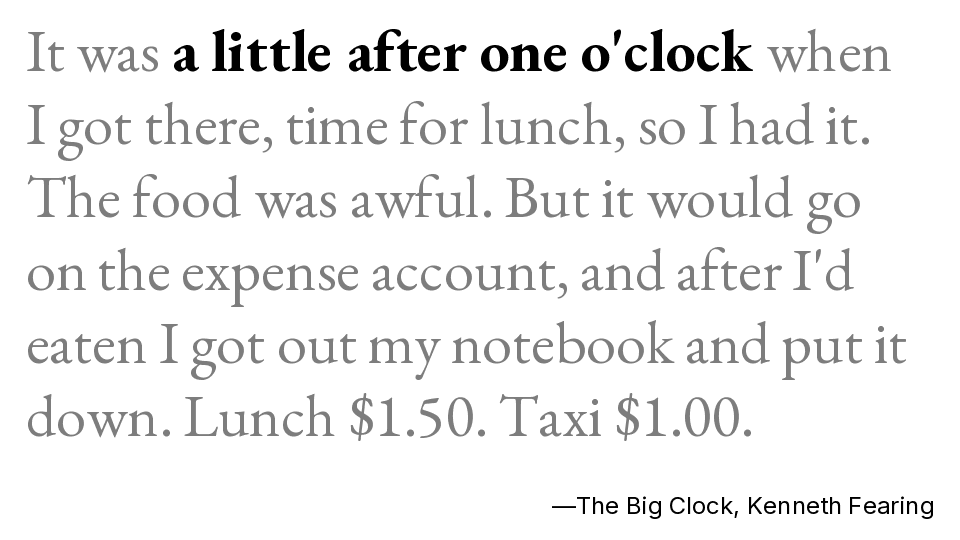 It was a little after one o'clock when
I got there, time for lunch, so I had it.
The food was awful. But it would go
on the expense account, and after I'd
eaten I got out my notebook and put it
down. Lunch $1.50. Taxi $1.00.
—The Big Clock, Kenneth Fearing